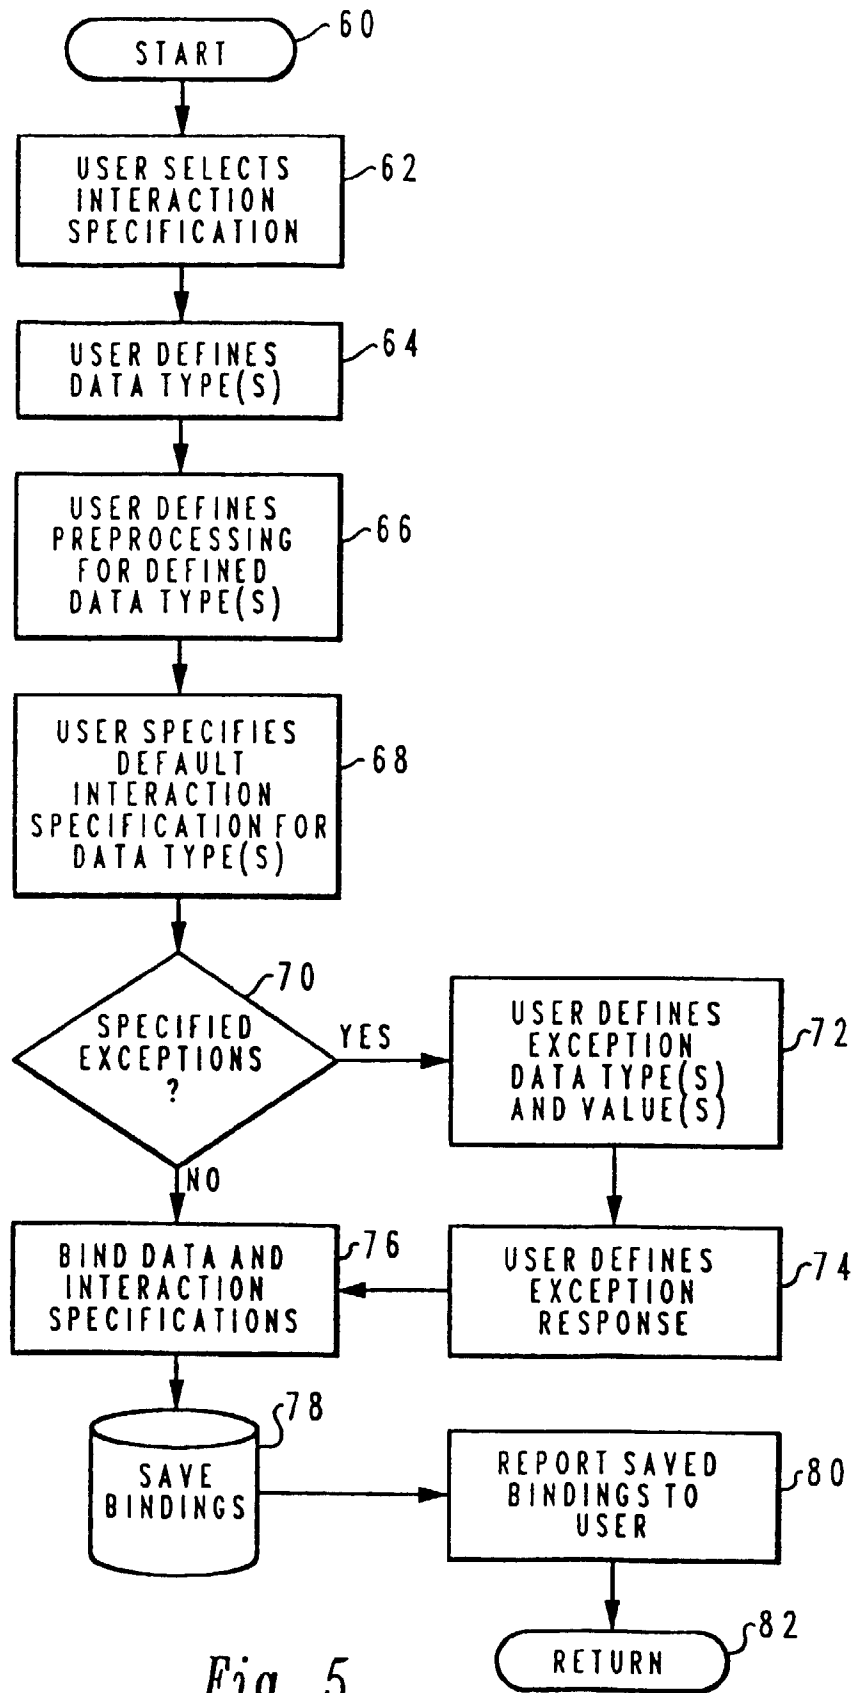 START
60
USER SELECTS
INTERACTION
SPECIFICATION
62
USER DEFINES
DATA TYPE(S)
64
USER DEFINES
PREPROCESSING
FOR DEFINED
DATA TYPE(S)
66
USER SPECIFIES
DEFAULT
INTERACTION
SPECIFICATION FOR
DATA TYPE(S)
68
SPECIFIED
EXCEPTIONS
?
70
YES
NO
USER DEFINES
EXCEPTION
DATA TYPE(S)
AND VALUE(S)
72
USER DEFINES
EXCEPTION
RESPONSE
74
BIND DATA AND
INTERACTION
SPECIFICATIONS
76
SAVE
BINDINGS
78
REPORT SAVED
BINDINGS TO
USER
80
RETURN
82
Fig. 5